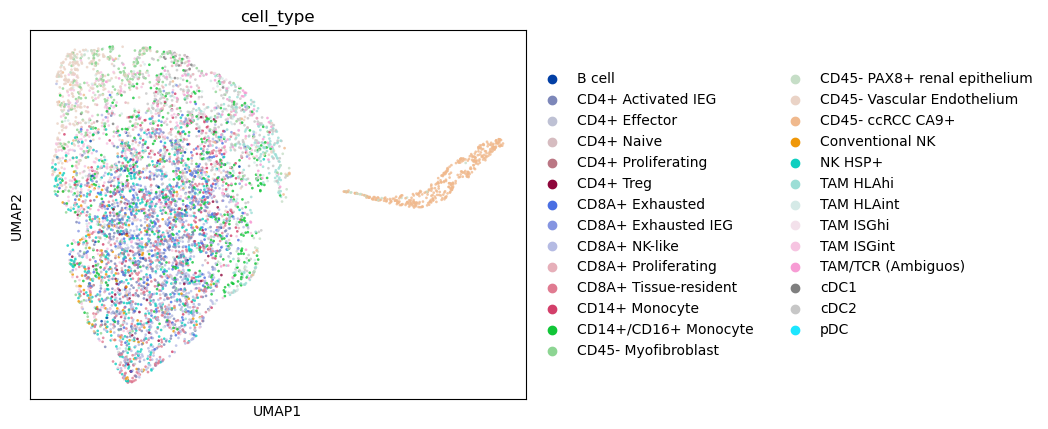 cell_type
UMAP2
UMAP1
B cell
CD4+ Activated IEG
CD4+ Effector
CD4+ Naive
CD4+ Proliferating
CD4+ Treg
CD8A+ Exhausted
CD8A+ Exhausted IEG
CD8A+ NK-like
CD8A+ Proliferating
CD8A+ Tissue-resident
CD14+ Monocyte
CD14+/CD16+ Monocyte
CD45- Myofibroblast
CD45- PAX8+ renal epithelium
CD45- Vascular Endothelium
CD45- ccRCC CA9+
Conventional NK
NK HSP+
TAM HLAhi
TAM HLAint
TAM ISGhi
TAM ISGint
TAM/TCR (Ambiguos)
cDC1
cDC2
pDC